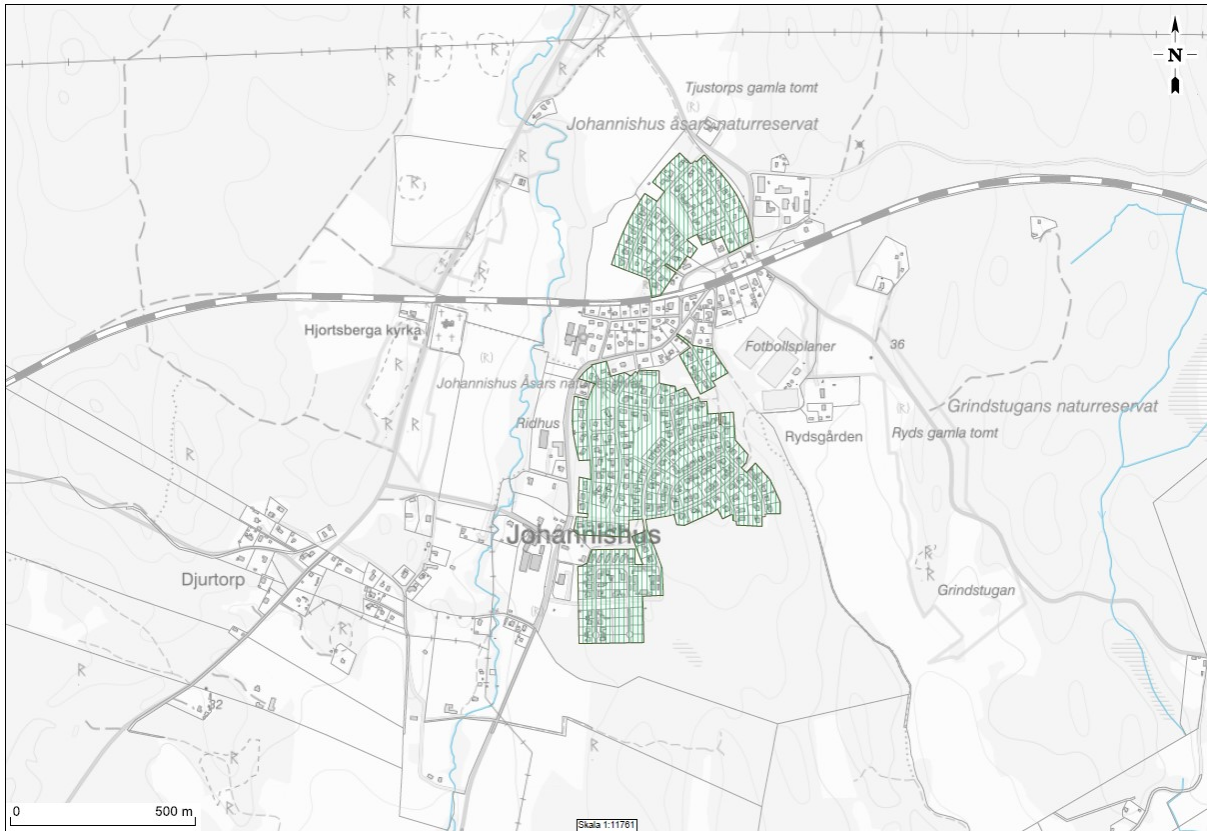 N
Tjustorps gamla tomt
(R)
Johannishus åsars naturreservat
R
R
R
R
R
R
R
Hjortsberga kyrka
(R)
R
Fotbollsplaner
36
Johannishus Åsars naturreservat
Grindstugans naturreservat
(R)
Ridhus
R
R
Rydsgården
Ryds gamla tomt
R
Johannishus
Djurtorp
R
R
Grindstugan
R
R
32
R
R
R
0
500 m
Skala 1:11761